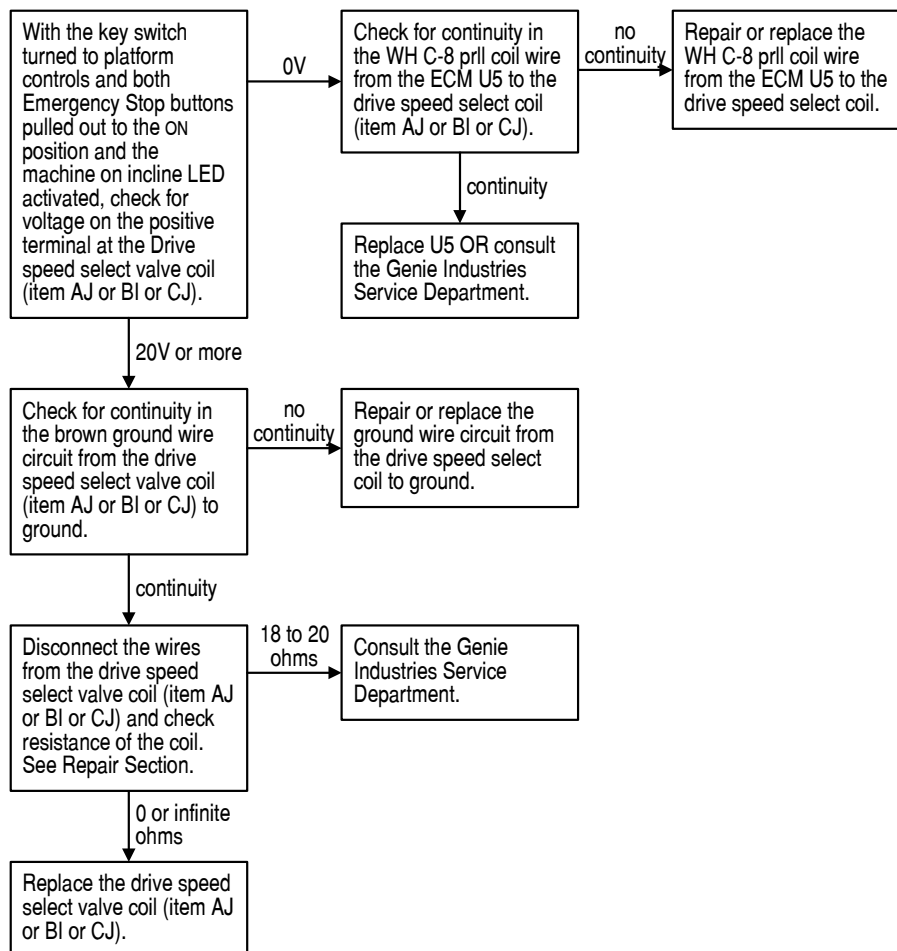 With the key switch
turned to platform
controls and both
Emergency Stop buttons
pulled out to the ON
position and the
machine on incline LED
activated, check for
voltage on the positive
terminal at the Drive
speed select valve coil
(item AJ or BI or CJ).
0V
Check for continuity in
the WH C-8 prll coil wire
from the ECM U5 to the
drive speed select coil
(item AJ or BI or CJ).
no
continuity
Repair or replace the
WH C-8 prll coil wire
from the ECM U5 to the
drive speed select coil.
continuity
Replace U5 OR consult
the Genie Industries
Service Department.
20V or more
Check for continuity in
the brown ground wire
circuit from the drive
speed select valve coil
(item AJ or BI or CJ) to
ground.
no
continuity
Repair or replace the
ground wire circuit from
the drive speed select
coil to ground.
continuity
Disconnect the wires
from the drive speed
select valve coil (item AJ
or BI or CJ) and check
resistance of the coil.
See Repair Section.
18 to 20
ohms
Consult the Genie
Industries Service
Department.
0 or infinite
ohms
Replace the drive speed
select valve coil (item AJ
or BI or CJ).